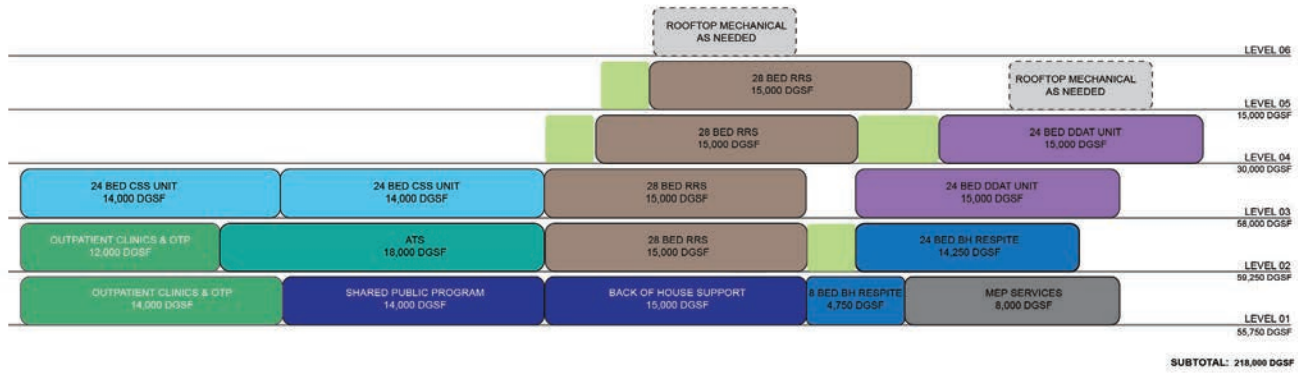 ROOFTOP MECHANICAL
AS NEEDED
LEVEL 06
28 BED RRS
15,000 DGSF
ROOFTOP MECHANICAL
AS NEEDED
LEVEL 05
15,000 DGSF
28 BED RRS
15,000 DGSF
24 BED DDAT UNIT
15,000 DGSF
LEVEL 04
30,000 DGSF
24 BED CSS UNIT
14,000 DGSF
24 BED CSS UNIT
14,000 DGSF
28 BED RRS
15,000 DGSF
24 BED DDAT UNIT
15,000 DGSF
LEVEL 03
58,000 DGSF
OUTPATIENT CLINICS & OTP
12,000 DGSF
ATS
18,000 DGSF
28 BED RRS
15,000 DGSF
24 BED BH RESPITE
14,250 DGSF
LEVEL 02
59,250 DGSF
OUTPATIENT CLINICS & OTP
14,000 DGSF
SHARED PUBLIC PROGRAM
14,000 DGSF
BACK OF HOUSE SUPPORT
15,000 DGSF
8 BED BH RESPITE
4,750 DGSF
MEP SERVICES
8,000 DGSF
LEVEL 01
55,750 DGSF
SUBTOTAL: 218,000 DGSF